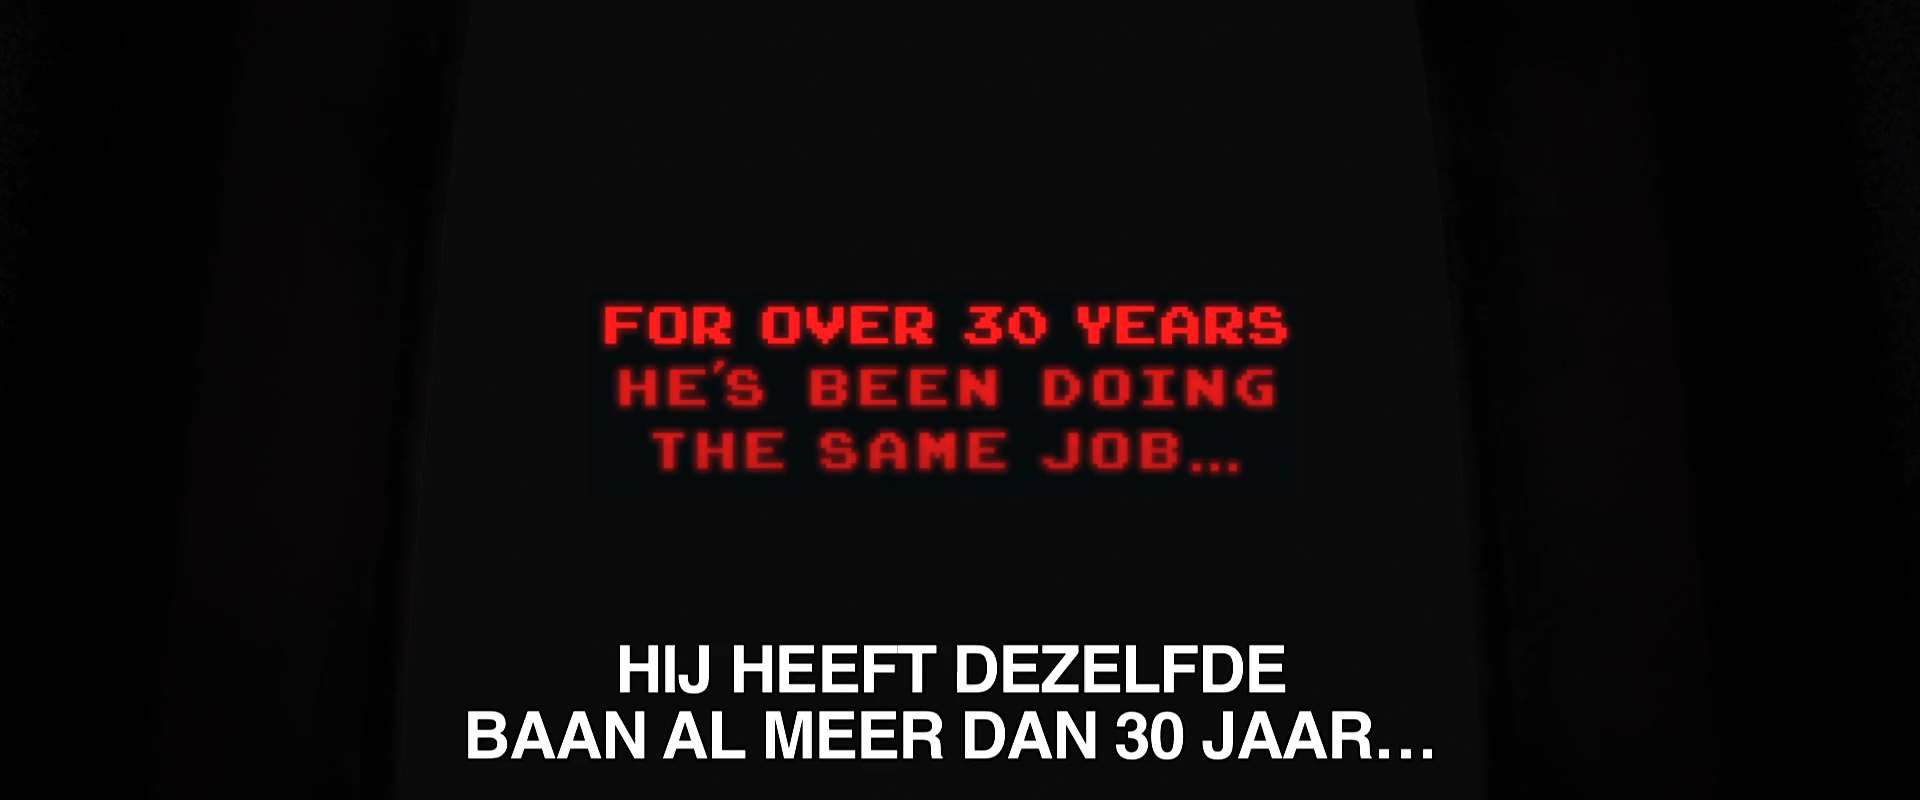 FOR OVER 30 YEARS
HE'S BEEN DOING
THE SAME JOB...
HIJ HEEFT DEZELFDE
BAAN AL MEER DAN 30 JAAR...